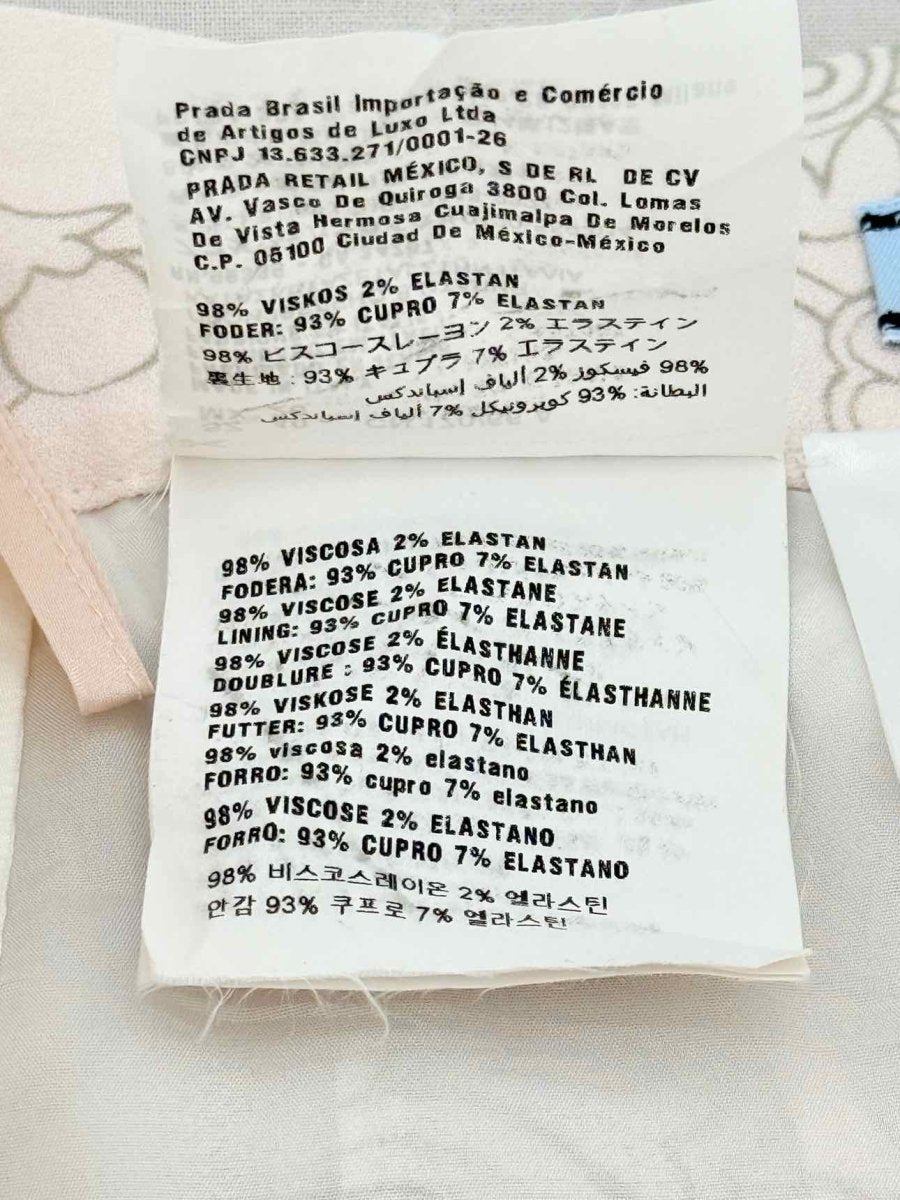 Prada Brasil Importação e Comércio
de Artigos de Luxo Ltda
CNPJ 13.633.271/0001-26
PRADA RETAIL MÉXICO, S DE RL DE CV
AV. Vasco De Quiroga 3800 Col. Lomas
De Vista Hermosa Cuajimalpa De Morelos
C.P. 05100 Ciudad De México-México
98% VISKOS 2% ELASTAN
FODER: 93% CUPRO 7% ELASTAN
98% ビスコースレーヨン 2% エラステイン
裏生地 : 93% キュプラ 7% エラステイン
98% فيسكوز 2% ألياف إسباندكس
البطانة: 93% كوبرونيكل 7% ألياف إسباندكس
98% VISCOSA 2% ELASTAN
FODERA: 93% CUPRO 7% ELASTAN
98% VISCOSE 2% ELASTANE
LINING: 93% CUPRO 7% ELASTANE
98% VISCOSE 2% ÉLASTHANNE
DOUBLURE : 93% CUPRO 7% ÉLASTHANNE
98% VISKOSE 2% ELASTHAN
FUTTER: 93% CUPRO 7% ELASTHAN
98% viscosa 2% elastano
FORRO: 93% cupro 7% elastano
98% VISCOSE 2% ELASTANO
FORRO: 93% CUPRO 7% ELASTANO
98% 비스코스레이온 2% 엘라스틴
안감 93% 쿠프로 7% 엘라스틴